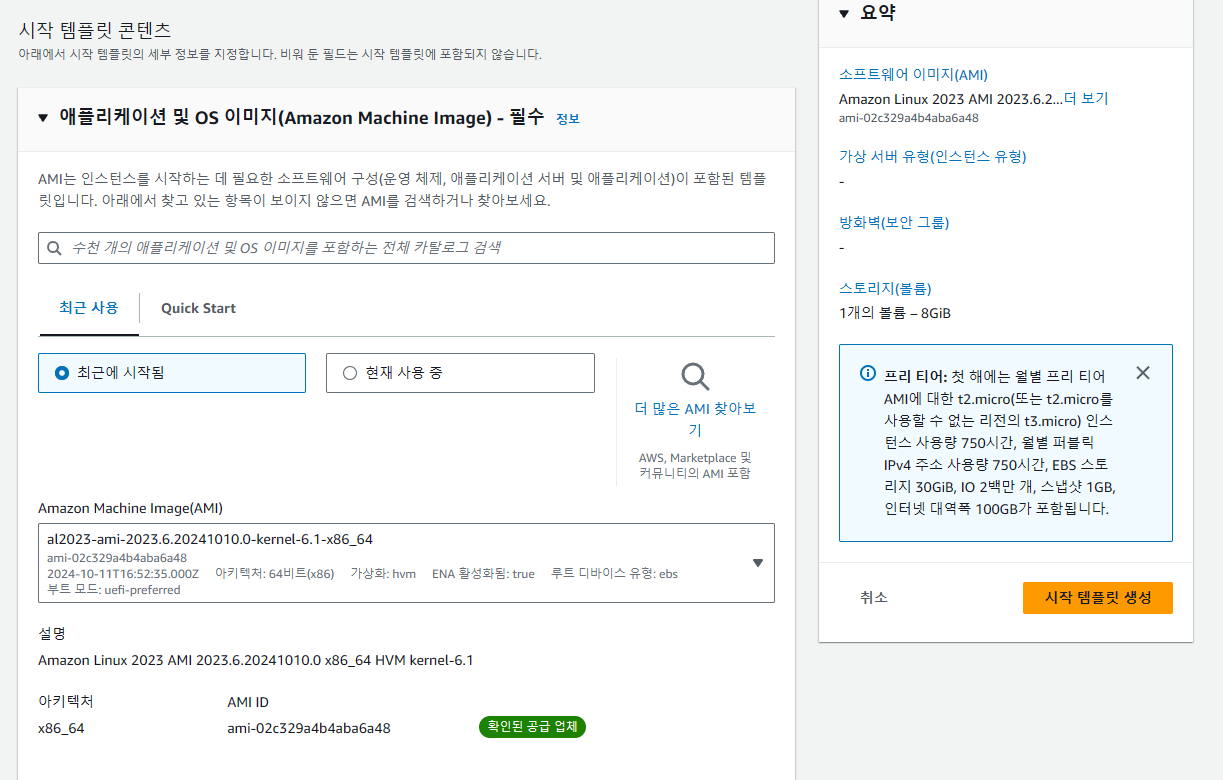 시작 템플릿 콘텐츠
아래에서 시작 템플릿의 세부 정보를 지정합니다. 비워 둔 필드는 시작 템플릿에 포함되지 않습니다.
▼ 애플리케이션 및 OS 이미지(Amazon Machine Image) - 필수 정보
AMI는 인스턴스를 시작하는 데 필요한 소프트웨어 구성(운영 체제, 애플리케이션 서버 및 애플리케이션)이 포함된 템플
릿입니다. 아래에서 찾고 있는 항목이 보이지 않으면 AMI를 검색하거나 찾아보세요.
수천 개의 애플리케이션 및 OS 이미지를 포함하는 전체 카탈로그 검색
최근 사용
Quick Start
최근에 시작됨
현재 사용 중
더 많은 AMI 찾아보
기
AWS, Marketplace 및
커뮤니티의 AMI 포함
Amazon Machine Image(AMI)
al2023-ami-2023.6.20241010.0-kernel-6.1-x86_64
ami-02c329a4b4aba6a48
2024-10-11T16:52:35.000Z 아키텍처: 64비트(x86) 가상화: hvm ENA 활성화됨: true 루트 디바이스 유형: ebs
부트 모드: uefi-preferred
설명
Amazon Linux 2023 AMI 2023.6.20241010.0 x86_64 HVM kernel-6.1
아키텍처 AMI ID
x86_64 ami-02c329a4b4aba6a48 확인된 공급 업체
▼ 요약
소프트웨어 이미지(AMI)
Amazon Linux 2023 AMI 2023.6.2...더 보기
ami-02c329a4b4aba6a48
가상 서버 유형(인스턴스 유형)
-
방화벽(보안 그룹)
-
스토리지(볼륨)
1개의 볼륨 – 8GiB
프리 티어: 첫 해에는 월별 프리 티어
AMI에 대한 t2.micro(또는 t2.micro를
사용할 수 없는 리전의 t3.micro) 인스
턴스 사용량 750시간, 월별 퍼블릭
IPv4 주소 사용량 750시간, EBS 스토
리지 30GiB, IO 2백만 개, 스냅샷 1GB,
인터넷 대역폭 100GB가 포함됩니다.
취소
시작 템플릿 생성